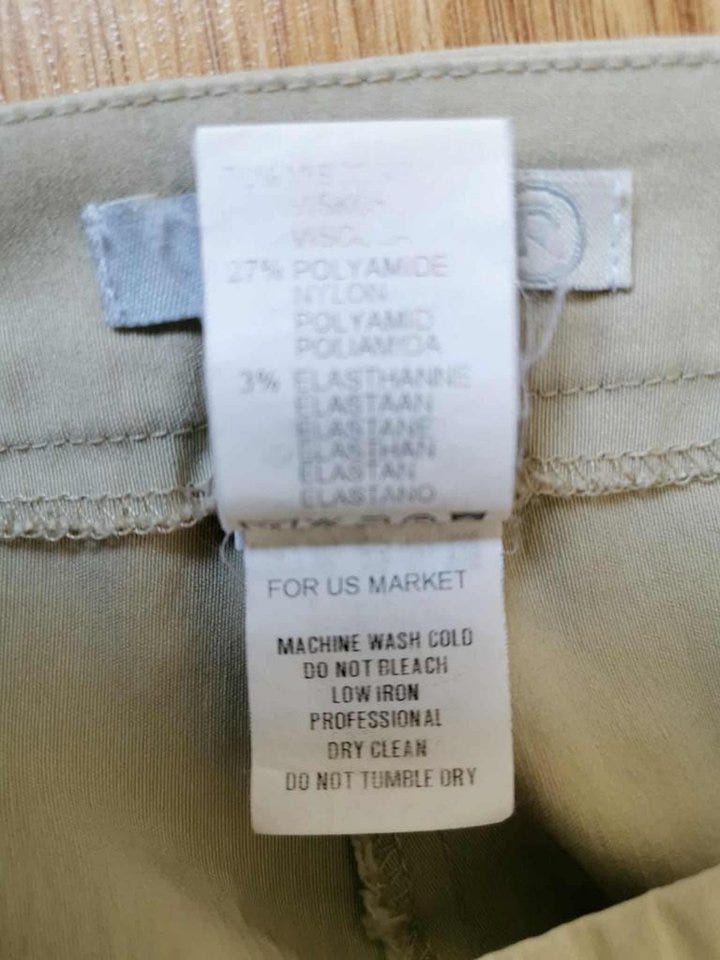 27% POLYAMIDE
NYLON
POLYAMID
POLIAMIDA
3% ELASTHANNE
ELASTAAN
ELASTANE
ELASTHAN
ELASTAN
ELASTANO
FOR US MARKET
MACHINE WASH COLD
DO NOT BLEACH
LOW IRON
PROFESSIONAL
DRY CLEAN
DO NOT TUMBLE DRY